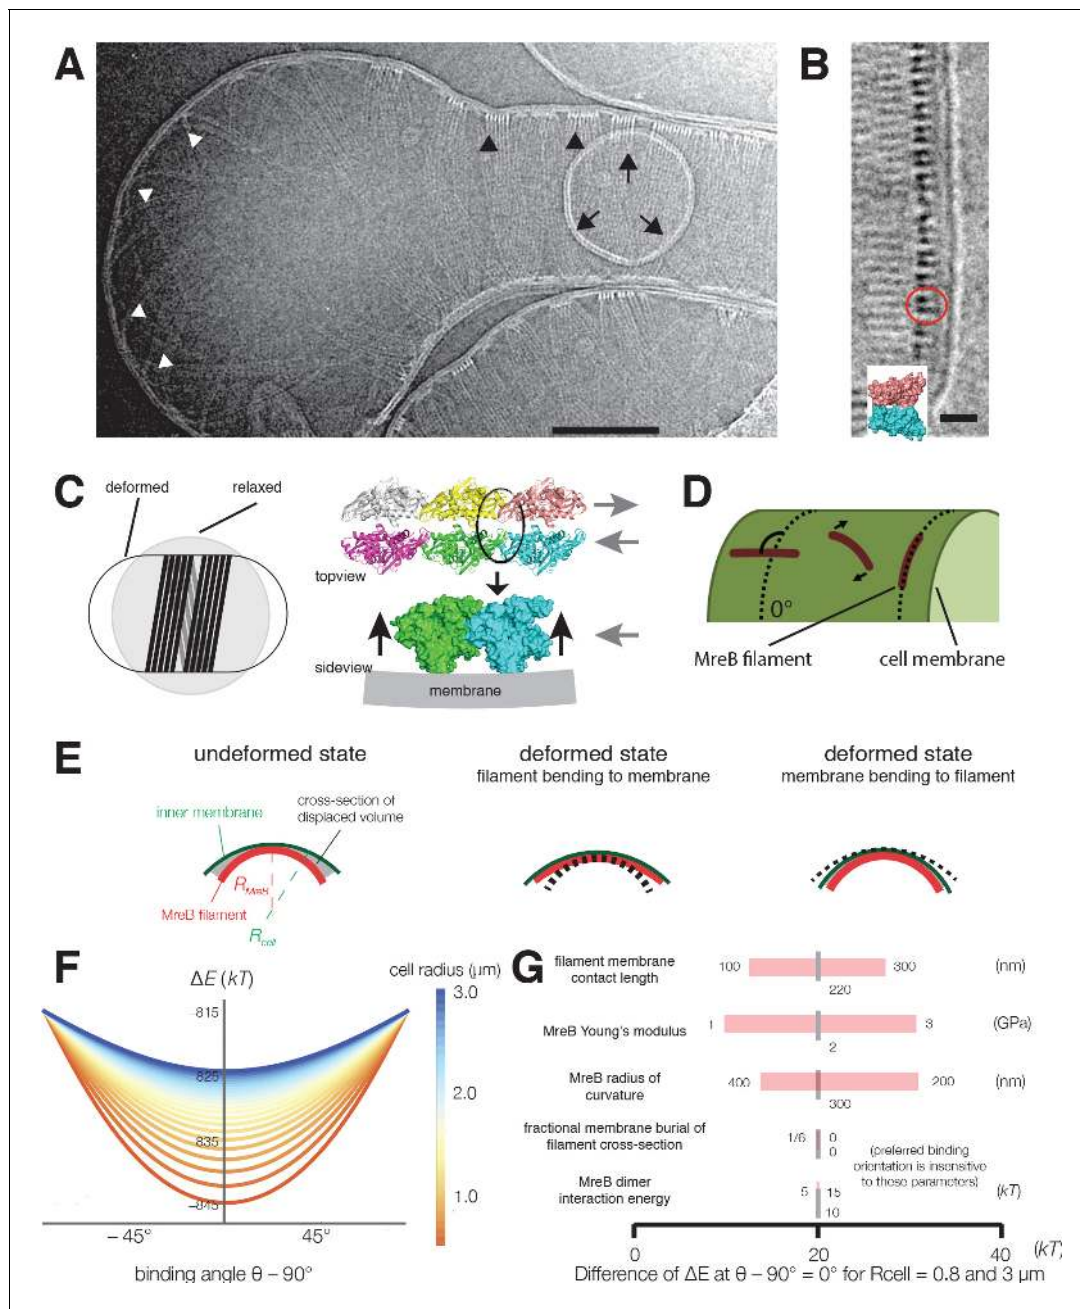 A
B
C
deformed
relaxed
topview
sideview
membrane
D
0°
MreB filament
cell membrane
E
undeformed state
inner membrane
cross-section of
displaced volume
R MreB
MreB filament
R cell
deformed state
filament bending to membrane
deformed state
membrane bending to filament
F
ΔE (kT)
cell radius (μm)
-815
825
835
-845
3.0
2.0
1.0
-45°
45°
binding angle θ - 90°
G
filament membrane
contact length
100
300
220
(nm)
MreB Young's modulus
1
3
2
(GPa)
MreB radius of
curvature
400
200
300
(nm)
fractional membrane burial of
filament cross-section
1/6
0
0
(preferred binding
orientation is insensitive
to these parameters)
MreB dimer
interaction energy
5
15
10
(kT)
0
20
40
(kT)
Difference of ΔE at θ - 90° = 0° for Rcell = 0.8 and 3 μm